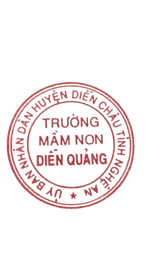 ỦY BAN NHÂN DÂN HUYỆN DIỄN CHÂU TỈNH NGHỆ AN
TRƯỜNG
MẦM NON
DIỄN QUẢNG